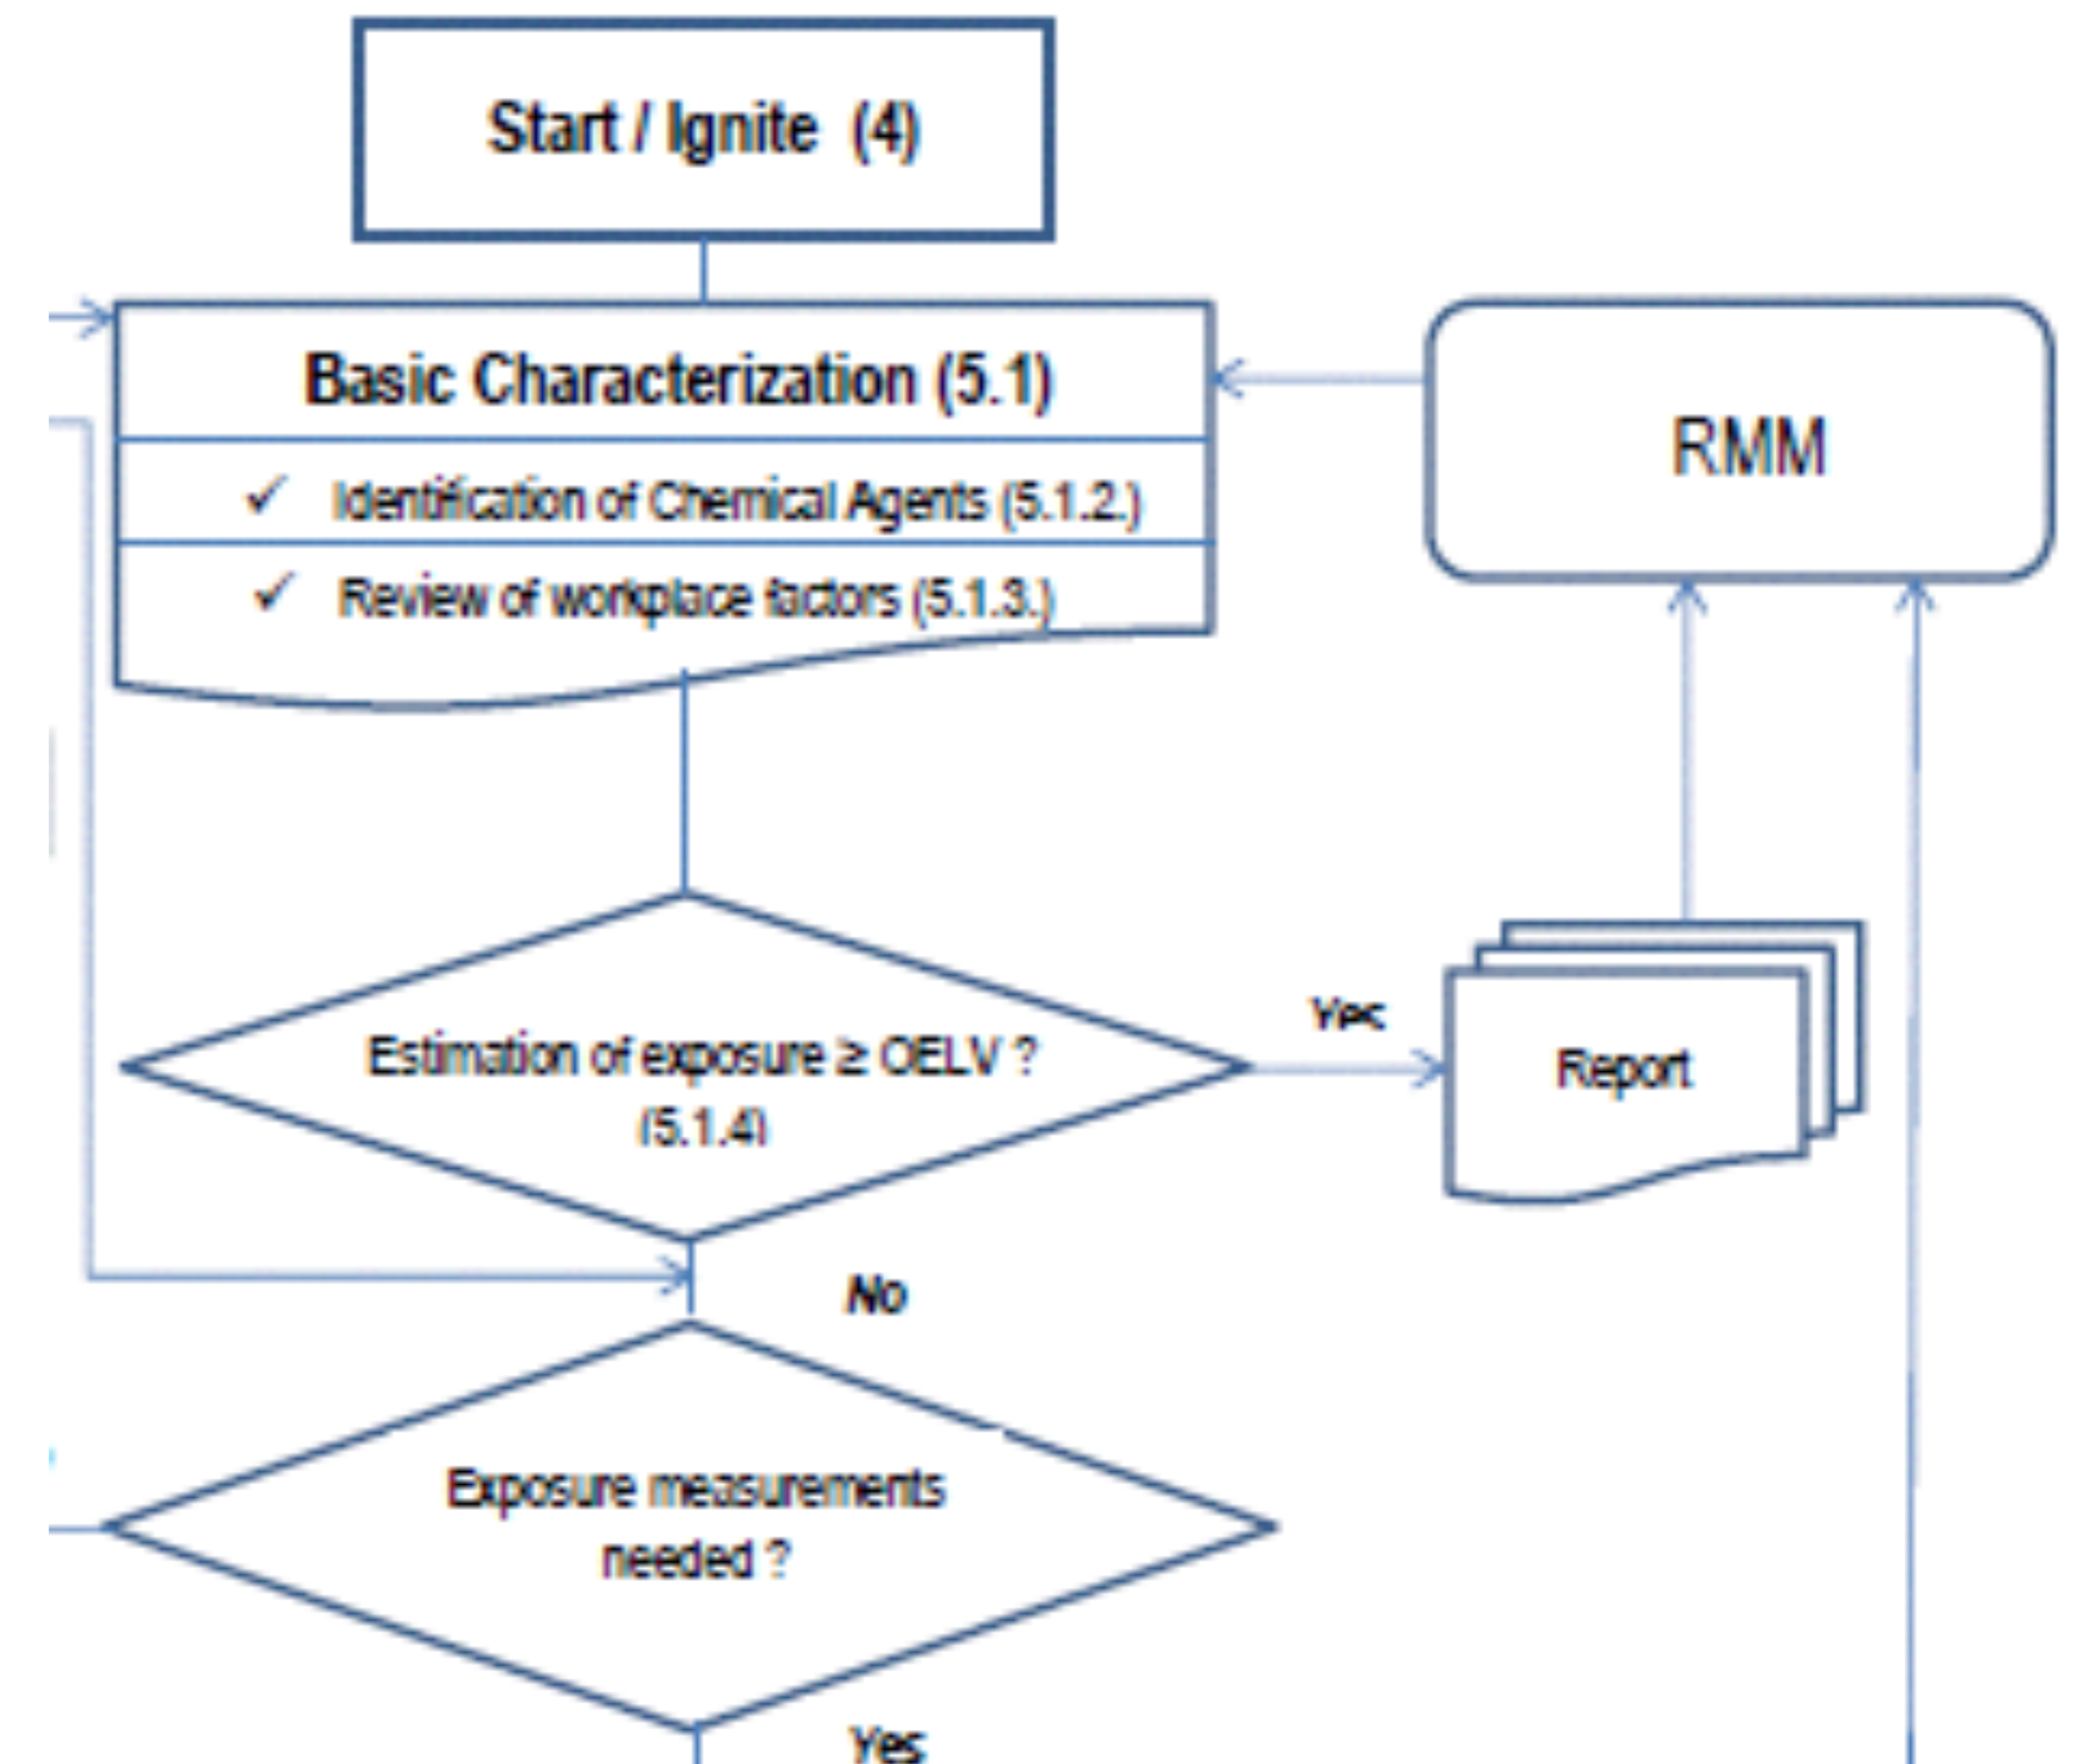 Start / Ignite (4)
Basic Characterization (5.1)
✓ Identification of Chemical Agents (5.1.2.)
✓ Review of workplace factors (5.1.3.)
RMM
Estimation of exposure ≥ OELV ?
(5.1.4)
Yes
Report
No
Exposure measurements
needed ?
Yes